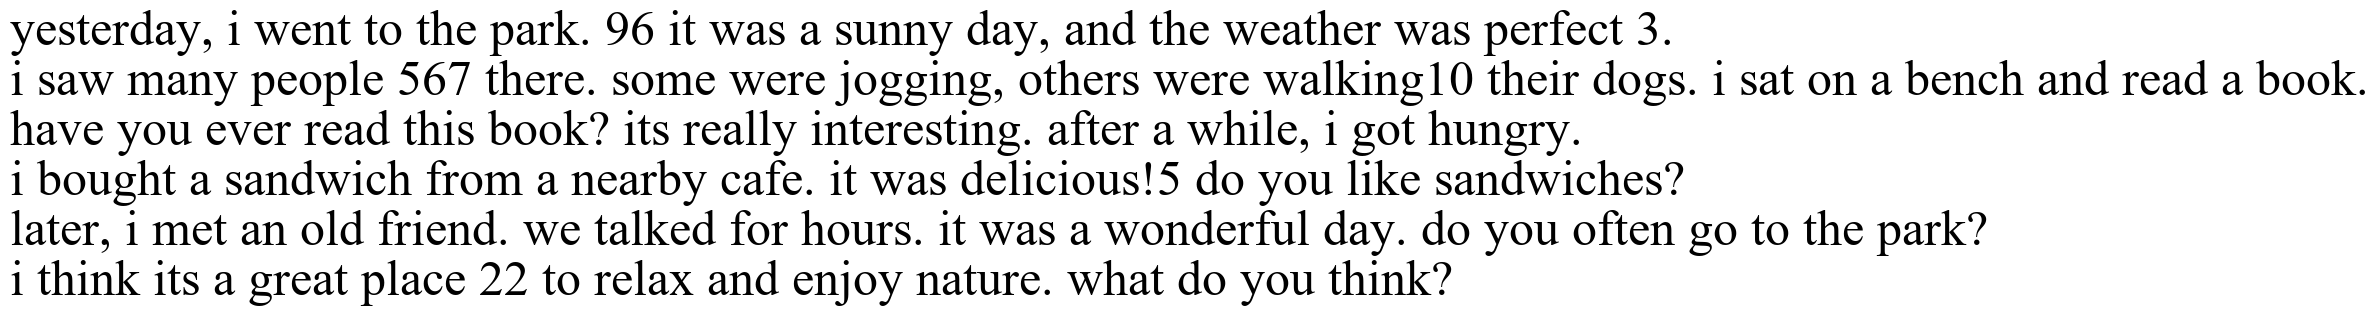 yesterday, i went to the park. 96 it was a sunny day, and the weather was perfect 3.
i saw many people 567 there. some were jogging, others were walking10 their dogs. i sat on a bench and read a book.
have you ever read this book? its really interesting. after a while, i got hungry.
i bought a sandwich from a nearby cafe. it was delicious!5 do you like sandwiches?
later, i met an old friend. we talked for hours. it was a wonderful day. do you often go to the park?
i think its a great place 22 to relax and enjoy nature. what do you think?